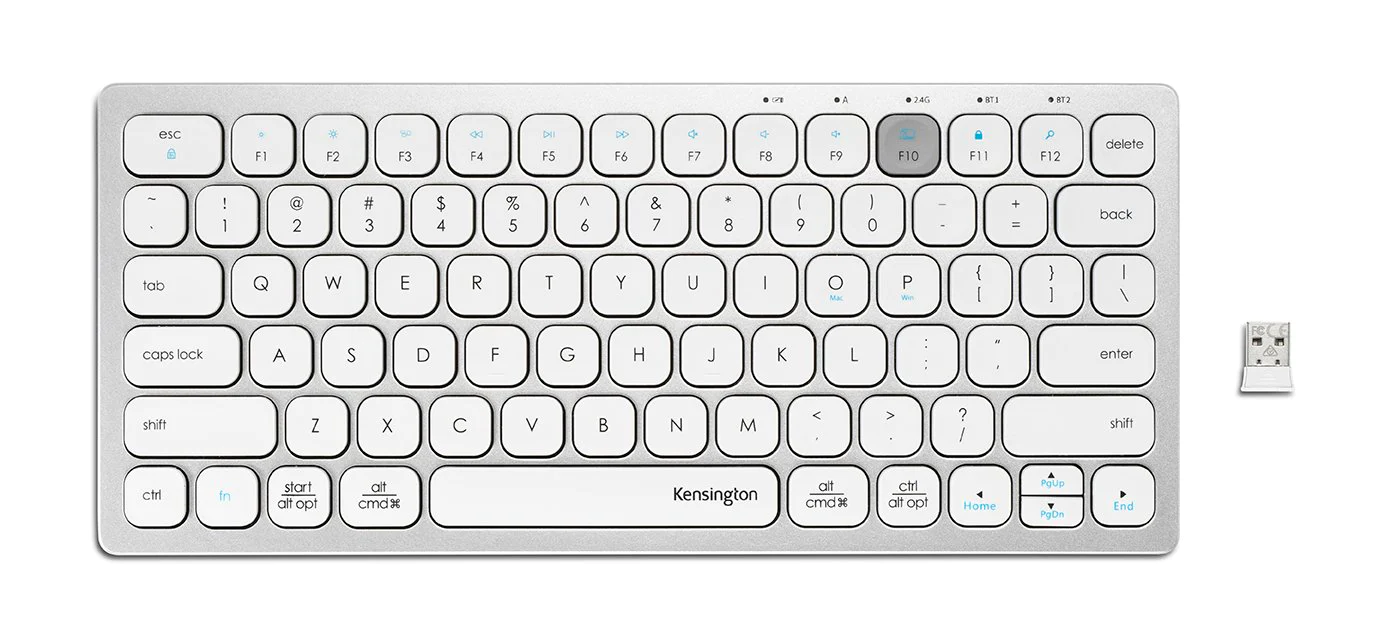 A 2.4G BT1 BT2
esc F1 F2 F3 F4 F5 F6 F7 F8 F9 F10 F11 F12 delete
~ ! @ # $ % ^ & * ( ) _ +
` 1 2 3 4 5 6 7 8 9 0 - = back
tab Q W E R T Y U I O P { } |
Mac Win [ ] \
caps lock A S D F G H J K L : " enter
; '
shift Z X C V B N M < > ? shift
, . /
ctrl fn start alt Kensington alt ctrl PgUp
alt opt cmd⌘ cmd⌘ alt opt Home PgDn End
FC CE